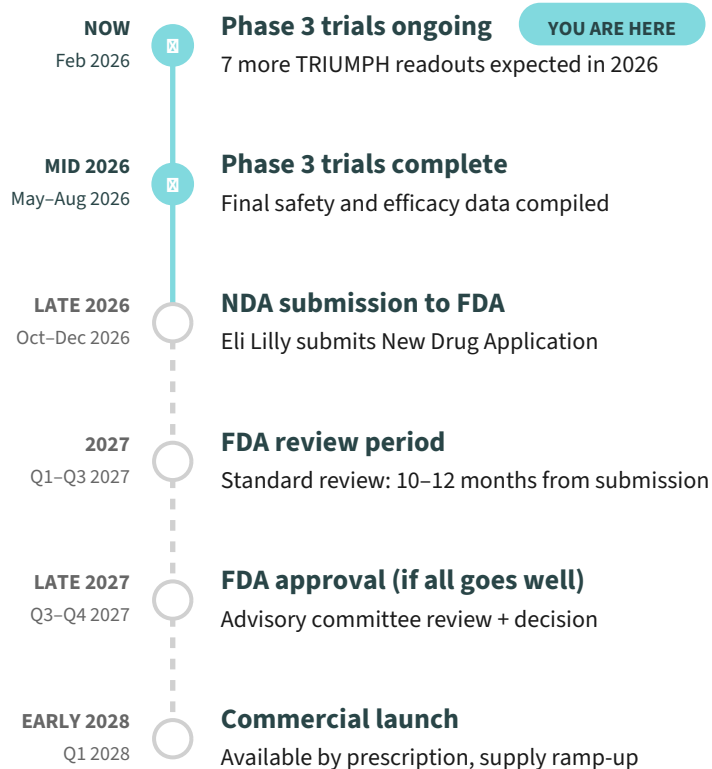 NOW
Feb 2026
Phase 3 trials ongoing
YOU ARE HERE
7 more TRIUMPH readouts expected in 2026
MID 2026
May–Aug 2026
Phase 3 trials complete
Final safety and efficacy data compiled
LATE 2026
Oct–Dec 2026
NDA submission to FDA
Eli Lilly submits New Drug Application
2027
Q1–Q3 2027
FDA review period
Standard review: 10–12 months from submission
LATE 2027
Q3–Q4 2027
FDA approval (if all goes well)
Advisory committee review + decision
EARLY 2028
Q1 2028
Commercial launch
Available by prescription, supply ramp-up